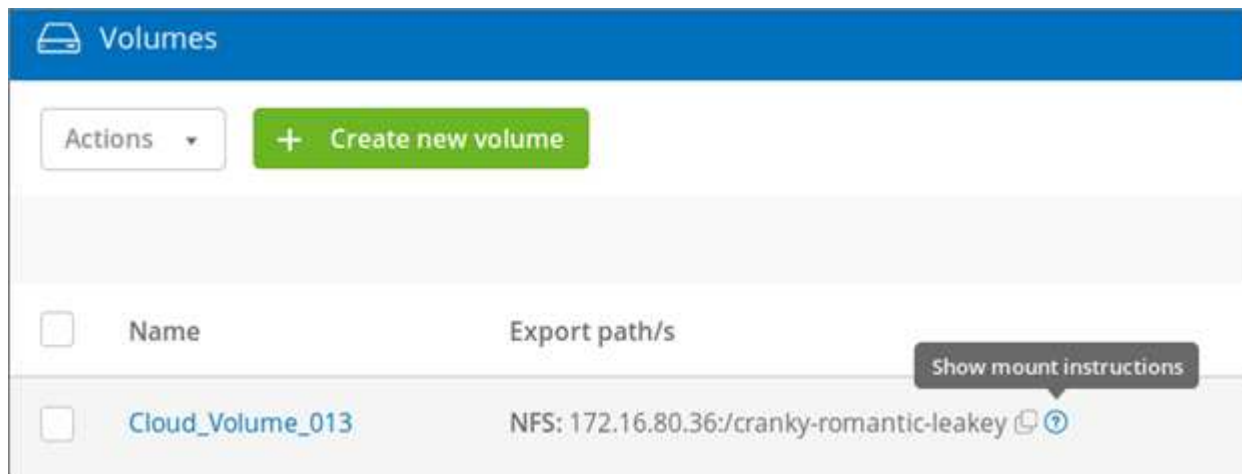 Volumes
Actions
+ Create new volume
Name Export path/s
Show mount instructions
Cloud_Volume_013 NFS: 172.16.80.36:/cranky-romantic-leakey